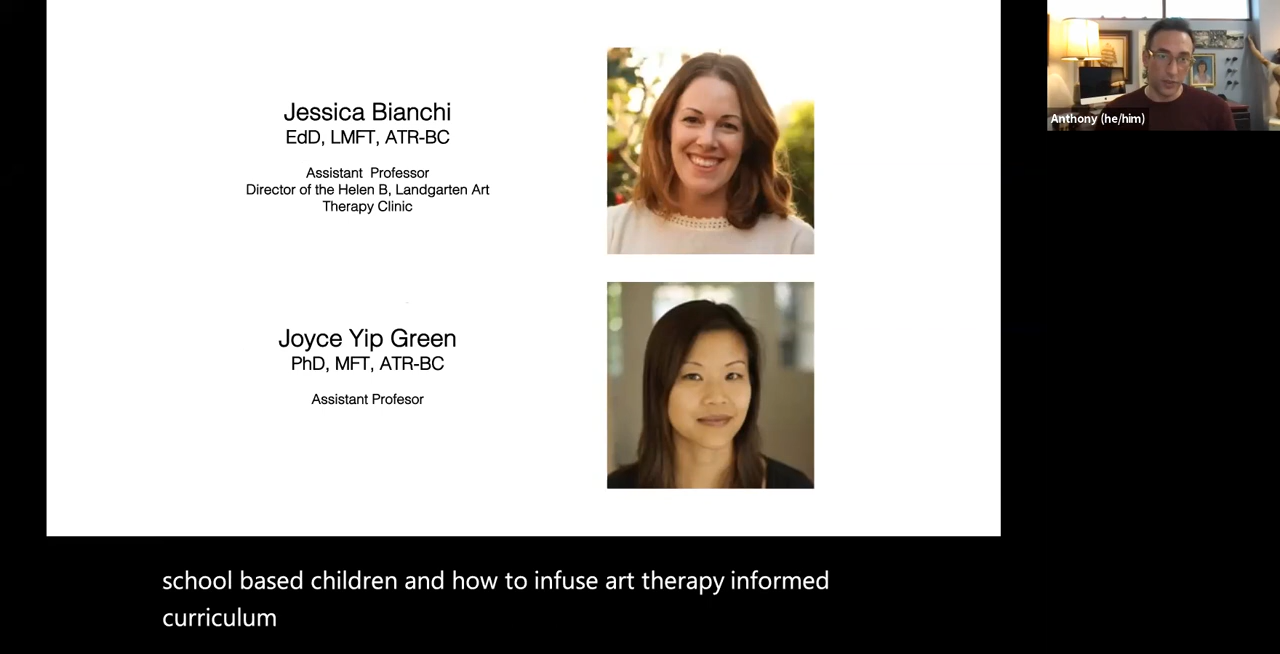 Jessica Bianchi
EdD, LMFT, ATR-BC
Assistant Professor
Director of the Helen B, Landgarten Art
Therapy Clinic
Joyce Yip Green
PhD, MFT, ATR-BC
Assistant Profesor
Anthony (he/him)
school based children and how to infuse art therapy informed
curriculum